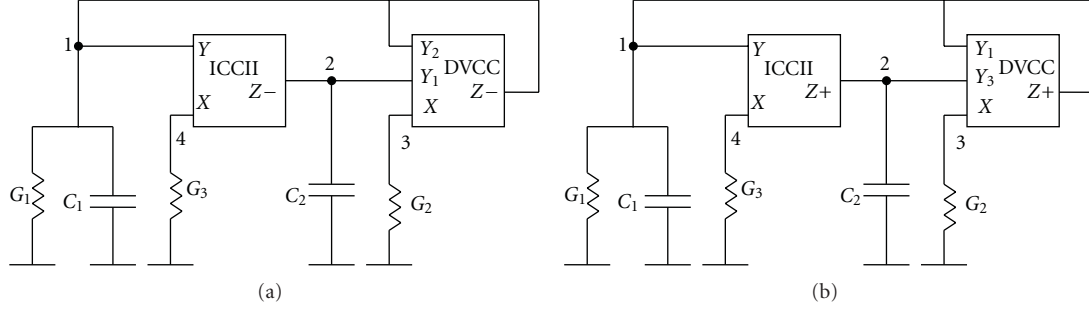 1
Y
ICCII
Z−
X
4
2
Y2
Y1
DVCC
Z−
X
3
G1
C1
G3
C2
G2
(a)
1
Y
ICCII
Z+
X
4
2
Y1
Y3
DVCC
Z+
X
3
G1
C1
G3
C2
G2
(b)